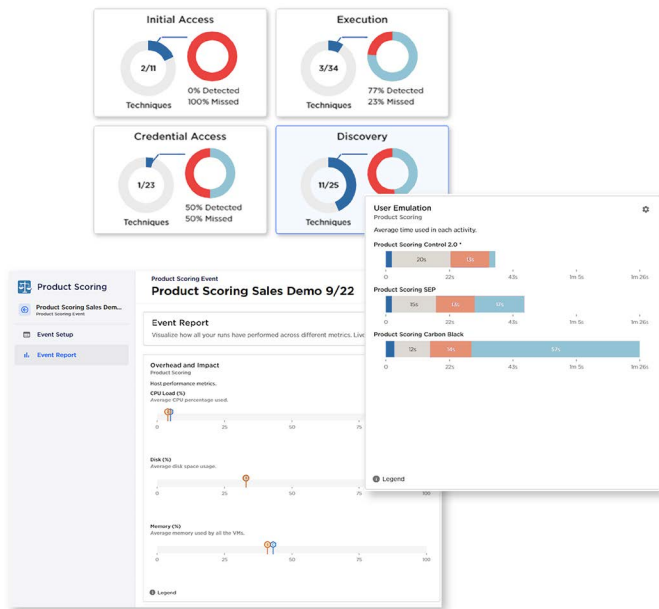 Initial Access
2/11
Techniques
0% Detected
100% Missed
Execution
3/34
Techniques
77% Detected
23% Missed
Credential Access
1/23
Techniques
50% Detected
50% Missed
Discovery
11/25
Techniques
User Emulation
Product Scoring
Average time used in each activity.
Product Scoring Control 2.0 *
20s
13s
0 22s 43s 1m 5s 1m 26s
Product Scoring SEP
15s
13s
0 22s 43s 1m 5s 1m 26s
Product Scoring Carbon Black
12s
14s
57s
0 22s 43s 1m 5s 1m 26s
Legend
Product Scoring
Product Scoring Sales Dem...
Product Scoring Event
Event Setup
Event Report
Product Scoring Event
Product Scoring Sales Demo 9/22
Event Report
Visualize how all your runs have performed across different metrics. Live
Overhead and Impact
Product Scoring
Host performance metrics.
CPU Load (%)
Average CPU percentage used.
0 25 50 75
Disk (%)
Average disk space usage.
0 25 50 75 100
Memory (%)
Average memory used by all the VMs.
0 25 50 75 100
Legend